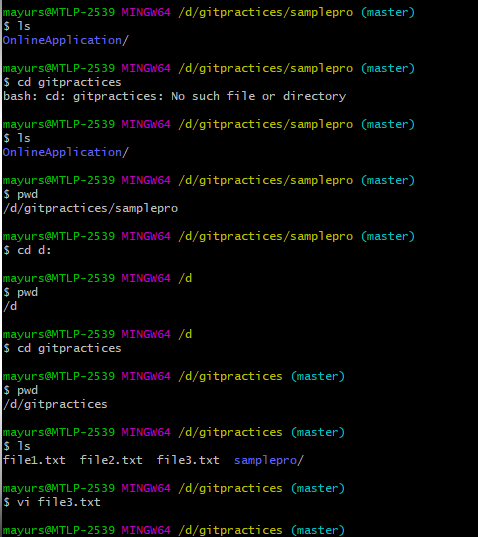 mayurs@MTLP-2539 MINGW64 /d/gitpractices/samplepro (master)
$ ls
OnlineApplication/
mayurs@MTLP-2539 MINGW64 /d/gitpractices/samplepro (master)
$ cd gitpractices
bash: cd: gitpractices: No such file or directory
mayurs@MTLP-2539 MINGW64 /d/gitpractices/samplepro (master)
$ ls
OnlineApplication/
mayurs@MTLP-2539 MINGW64 /d/gitpractices/samplepro (master)
$ pwd
/d/gitpractices/samplepro
mayurs@MTLP-2539 MINGW64 /d/gitpractices/samplepro (master)
$ cd d:
mayurs@MTLP-2539 MINGW64 /d
$ pwd
/d
mayurs@MTLP-2539 MINGW64 /d
$ cd gitpractices
mayurs@MTLP-2539 MINGW64 /d/gitpractices (master)
$ pwd
/d/gitpractices
mayurs@MTLP-2539 MINGW64 /d/gitpractices (master)
$ ls
file1.txt  file2.txt  file3.txt  samplepro/
mayurs@MTLP-2539 MINGW64 /d/gitpractices (master)
$ vi file3.txt
mayurs@MTLP-2539 MINGW64 /d/gitpractices (master)